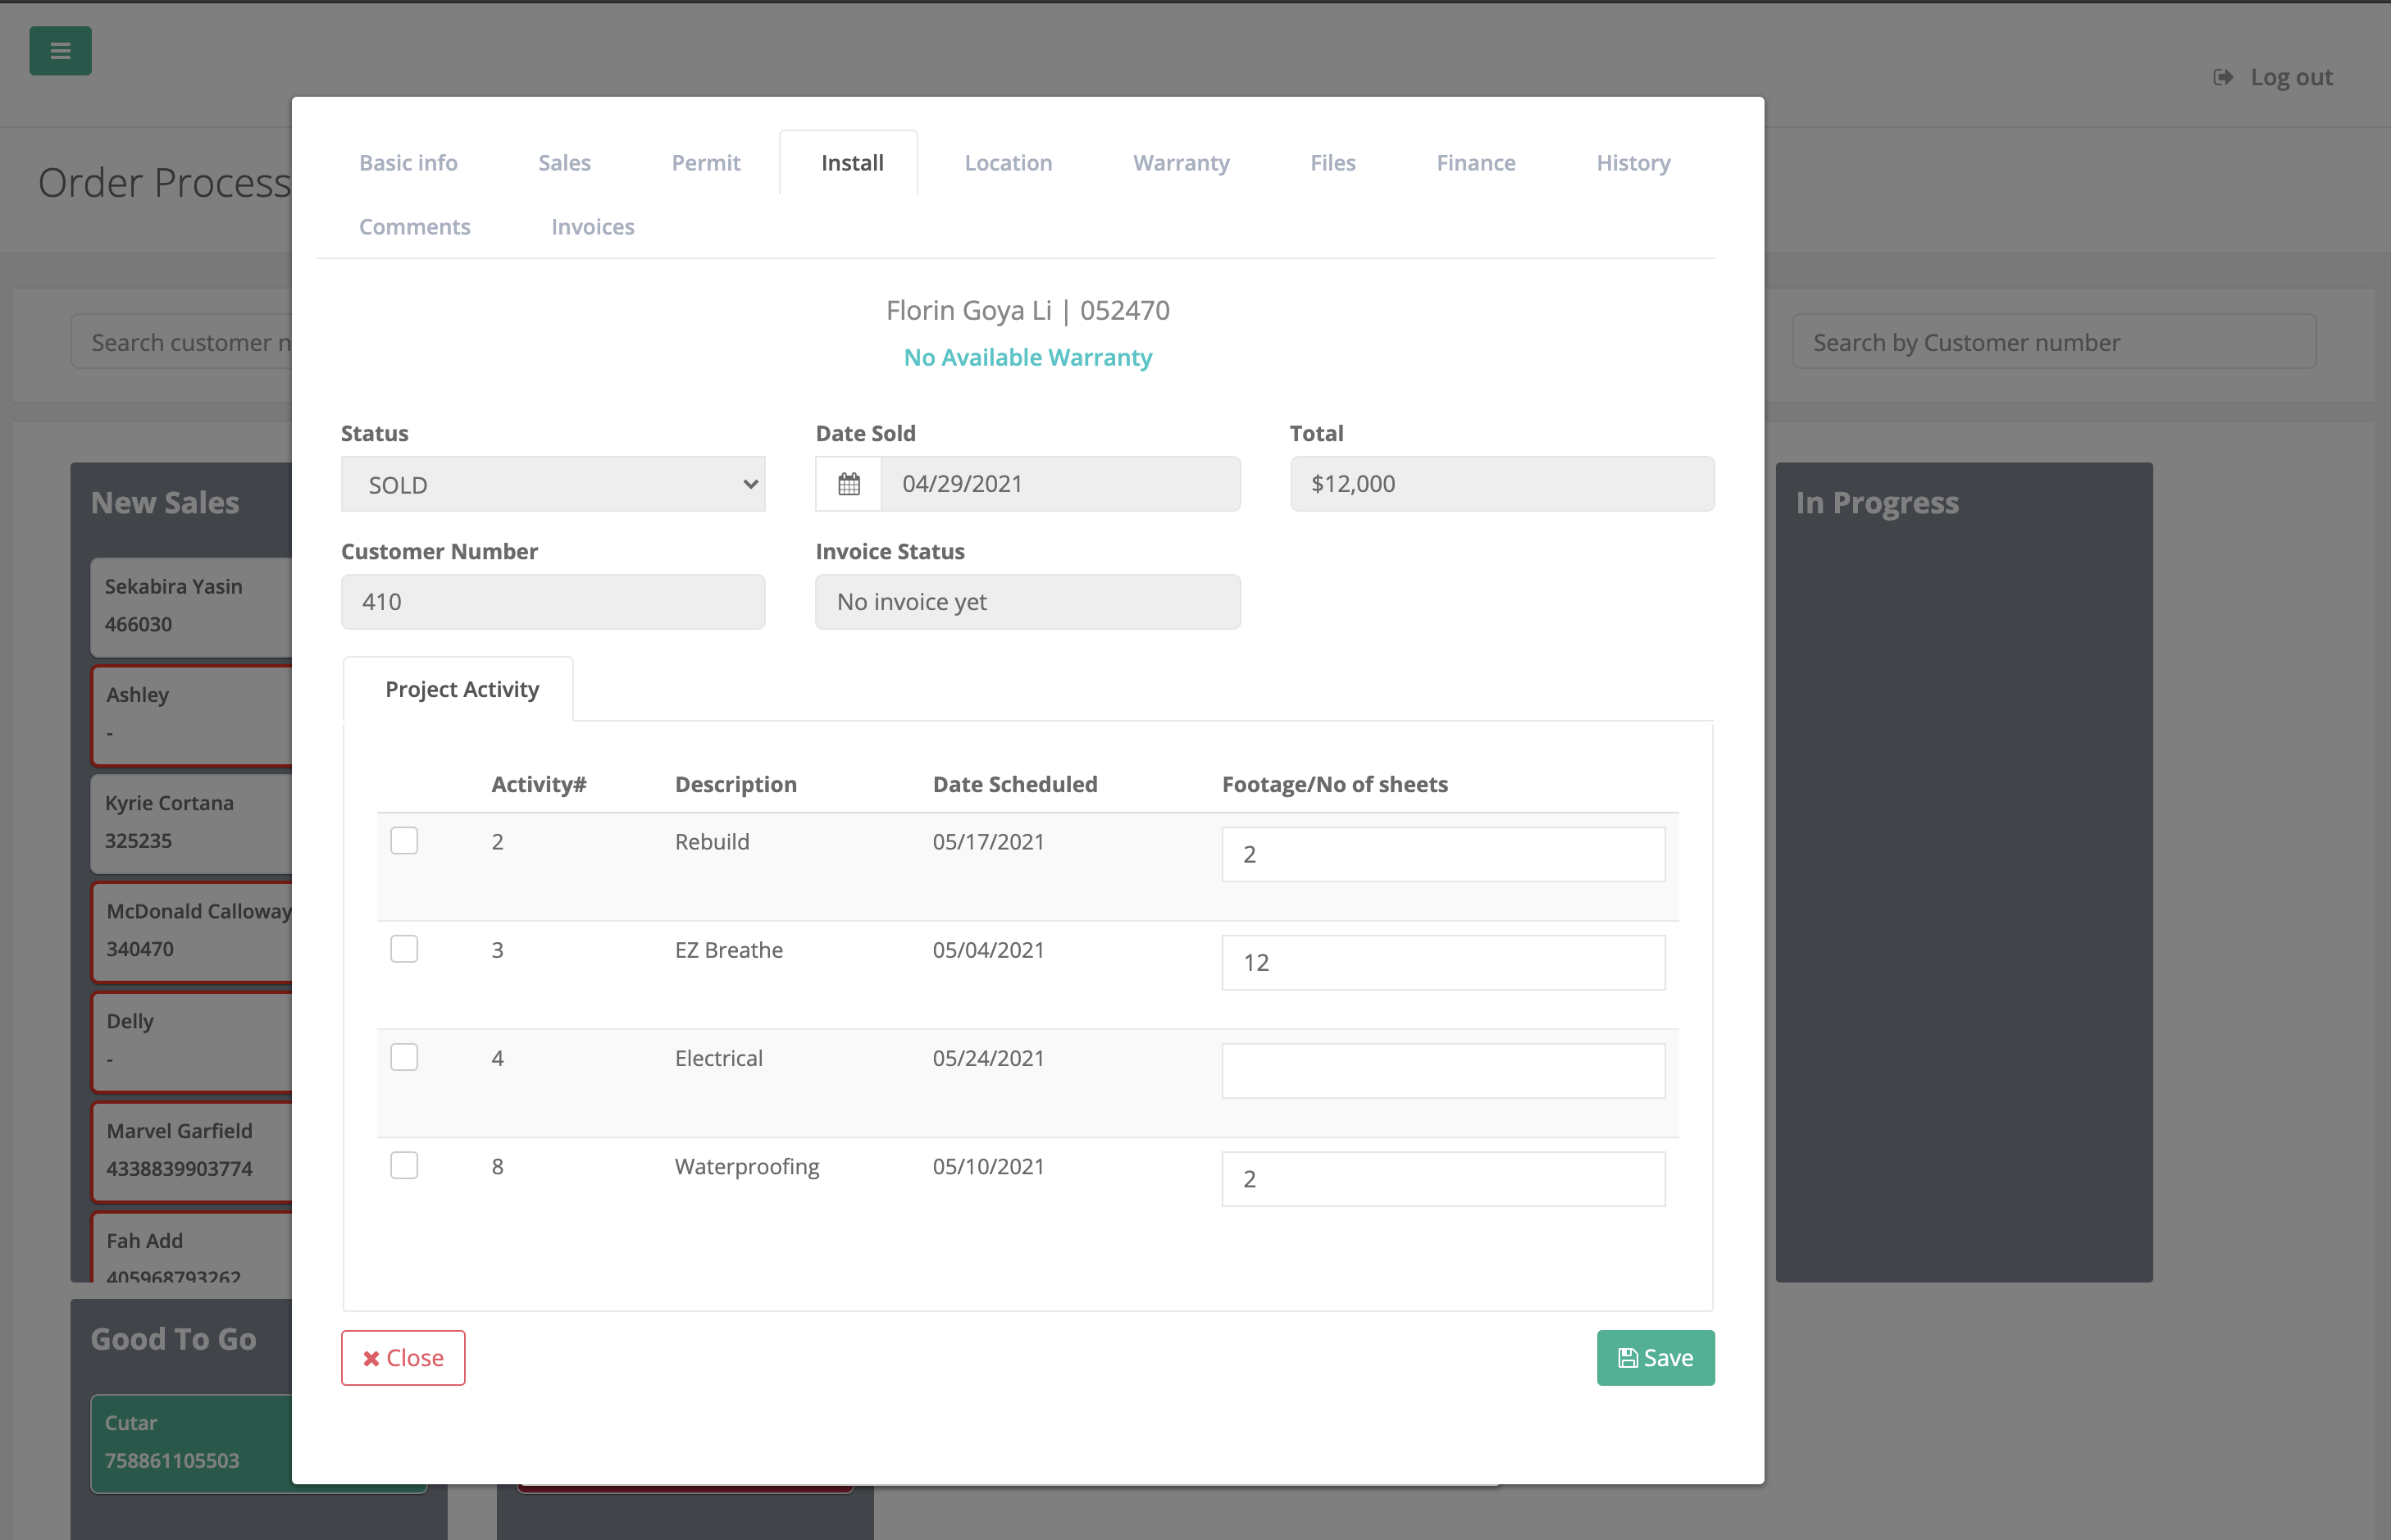 Log out
Order Process
Basic info Sales Permit Install Location Warranty Files Finance History
Comments Invoices
Florin Goya Li | 052470
No Available Warranty
Search customer n
Search by Customer number
Status Date Sold Total
SOLD 04/29/2021 $12,000
Customer Number Invoice Status
410 No invoice yet
New Sales
Sekabira Yasin
466030
Ashley
-
Kyrie Cortana
325235
McDonald Calloway
340470
Delly
-
Marvel Garfield
4338839903774
Fah Add
405968793262
In Progress
Project Activity
Activity# Description Date Scheduled Footage/No of sheets
2 Rebuild 05/17/2021 2
3 EZ Breathe 05/04/2021 12
4 Electrical 05/24/2021
8 Waterproofing 05/10/2021 2
Close Save
Good To Go
Cutar
758861105503